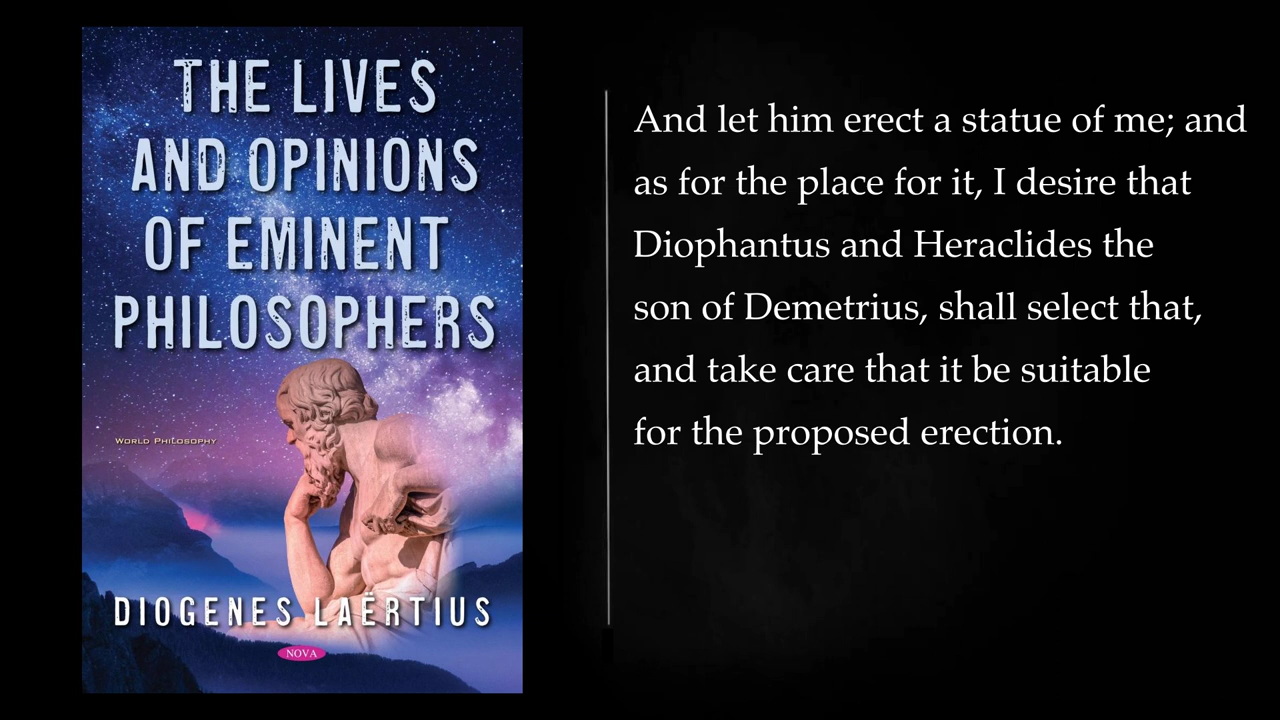 THE LIVES
AND OPINIONS
OF EMINENT
PHILOSOPHERS
WORLD PHILOSOPHY
DIOGENES LAËRTIUS
NOVA
And let him erect a statue of me; and
as for the place for it, I desire that
Diophantus and Heraclides the
son of Demetrius, shall select that,
and take care that it be suitable
for the proposed erection.